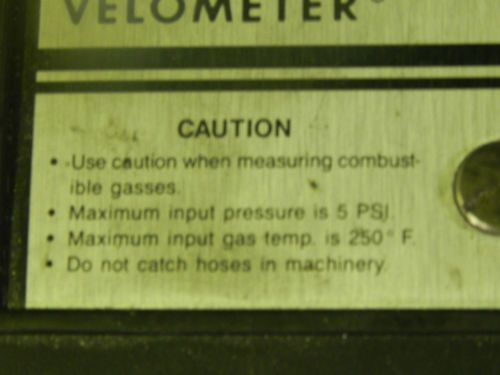 VELOMETER®
CAUTION
• Use caution when measuring combust-
ible gasses.
• Maximum input pressure is 5 PSI.
• Maximum input gas temp. is 250° F.
• Do not catch hoses in machinery.